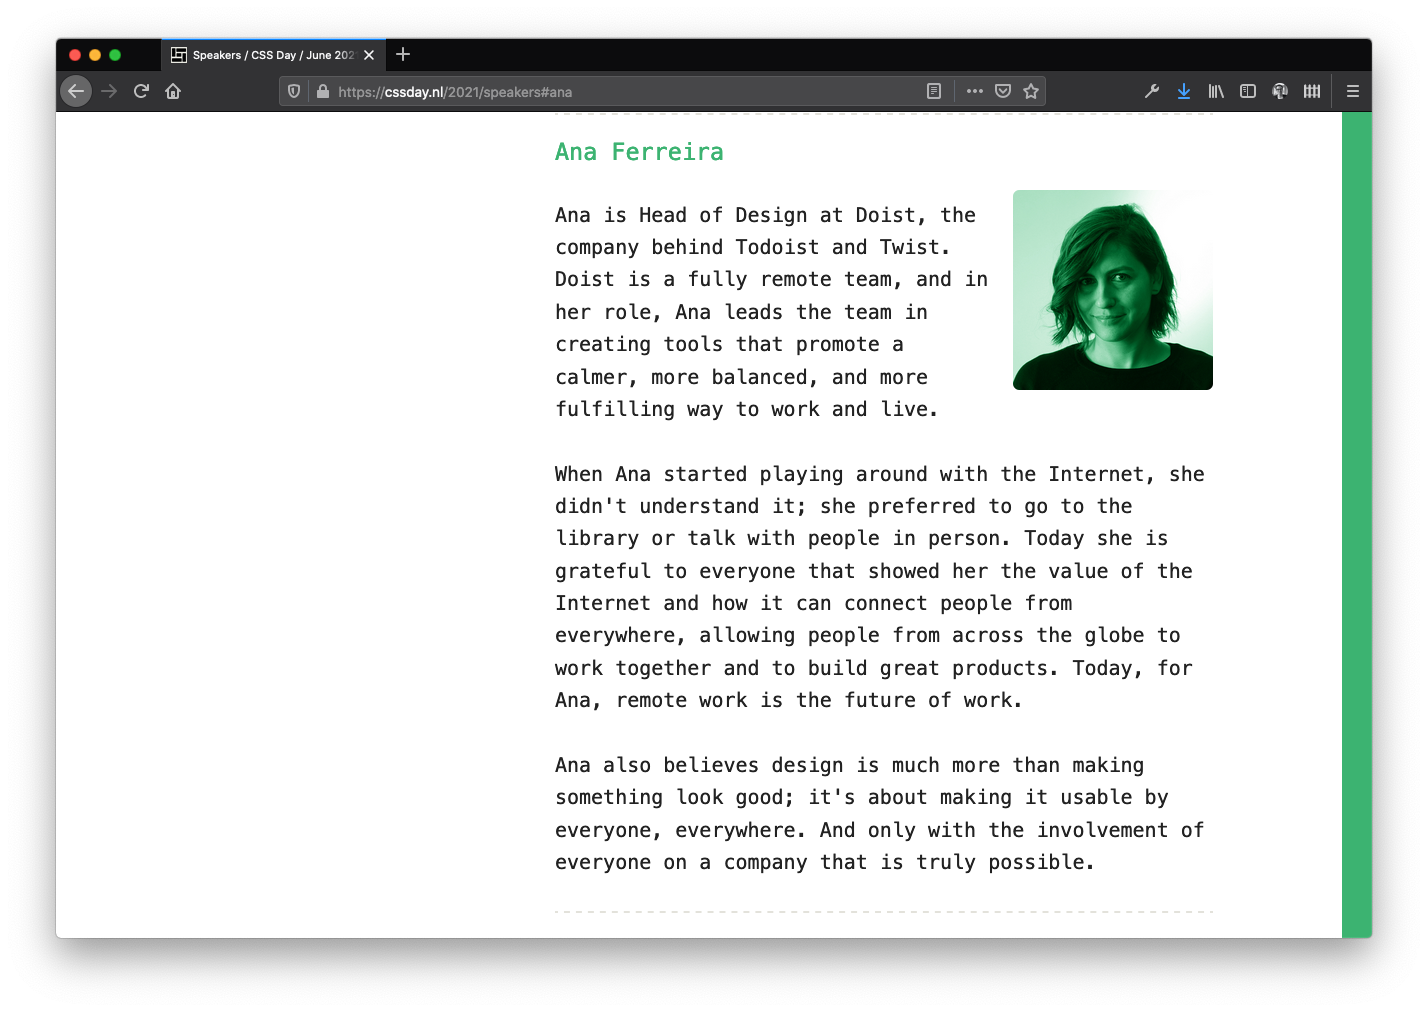 Speakers / CSS Day / June 202
https://cssday.nl/2021/speakers#ana
Ana Ferreira
Ana is Head of Design at Doist, the
company behind Todoist and Twist.
Doist is a fully remote team, and in
her role, Ana leads the team in
creating tools that promote a
calmer, more balanced, and more
fulfilling way to work and live.
When Ana started playing around with the Internet, she
didn't understand it; she preferred to go to the
library or talk with people in person. Today she is
grateful to everyone that showed her the value of the
Internet and how it can connect people from
everywhere, allowing people from across the globe to
work together and to build great products. Today, for
Ana, remote work is the future of work.
Ana also believes design is much more than making
something look good; it's about making it usable by
everyone, everywhere. And only with the involvement of
everyone on a company that is truly possible.